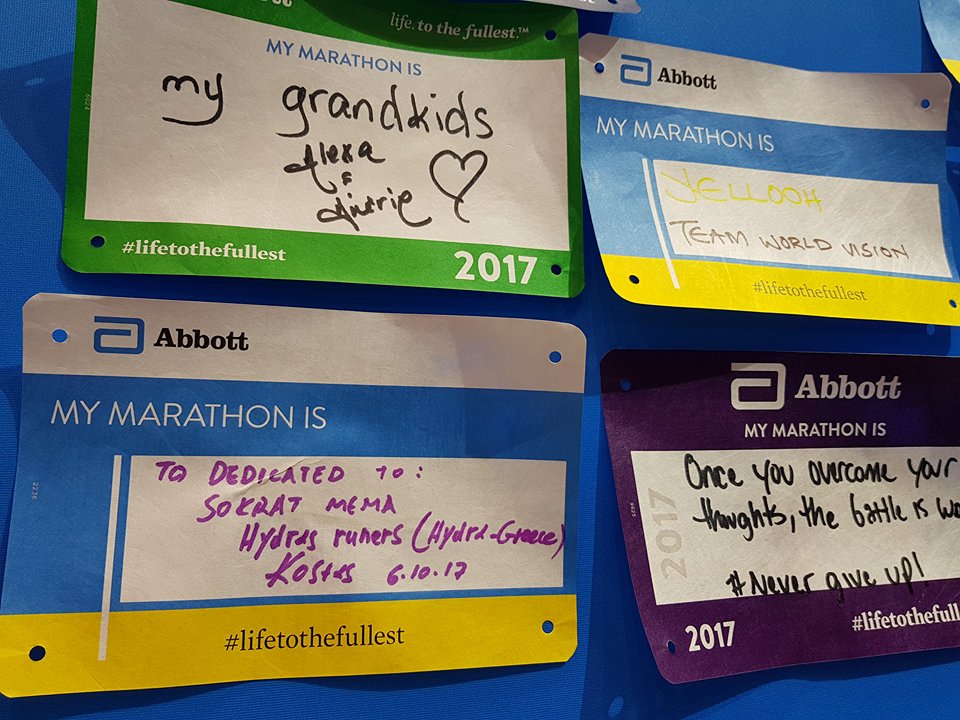 life. to the fullest.™
MY MARATHON IS
my grandkids
Alexa
&
#lifetothefullest
2017
6024
Abbott
MY MARATHON IS
JELLOOH
TEAM WORLD VISION
#lifetothefullest
Abbott
MY MARATHON IS
TO DEDICATED TO:
SOKRAT MEMA
Hydras runers (Hydra-Greece)
Kostas 6.10.17
#lifetothefullest
2236
Abbott
MY MARATHON IS
Once you overcome your
thoughts, the battle is wo
#Never give up!
2017
2017
#lifetothefull